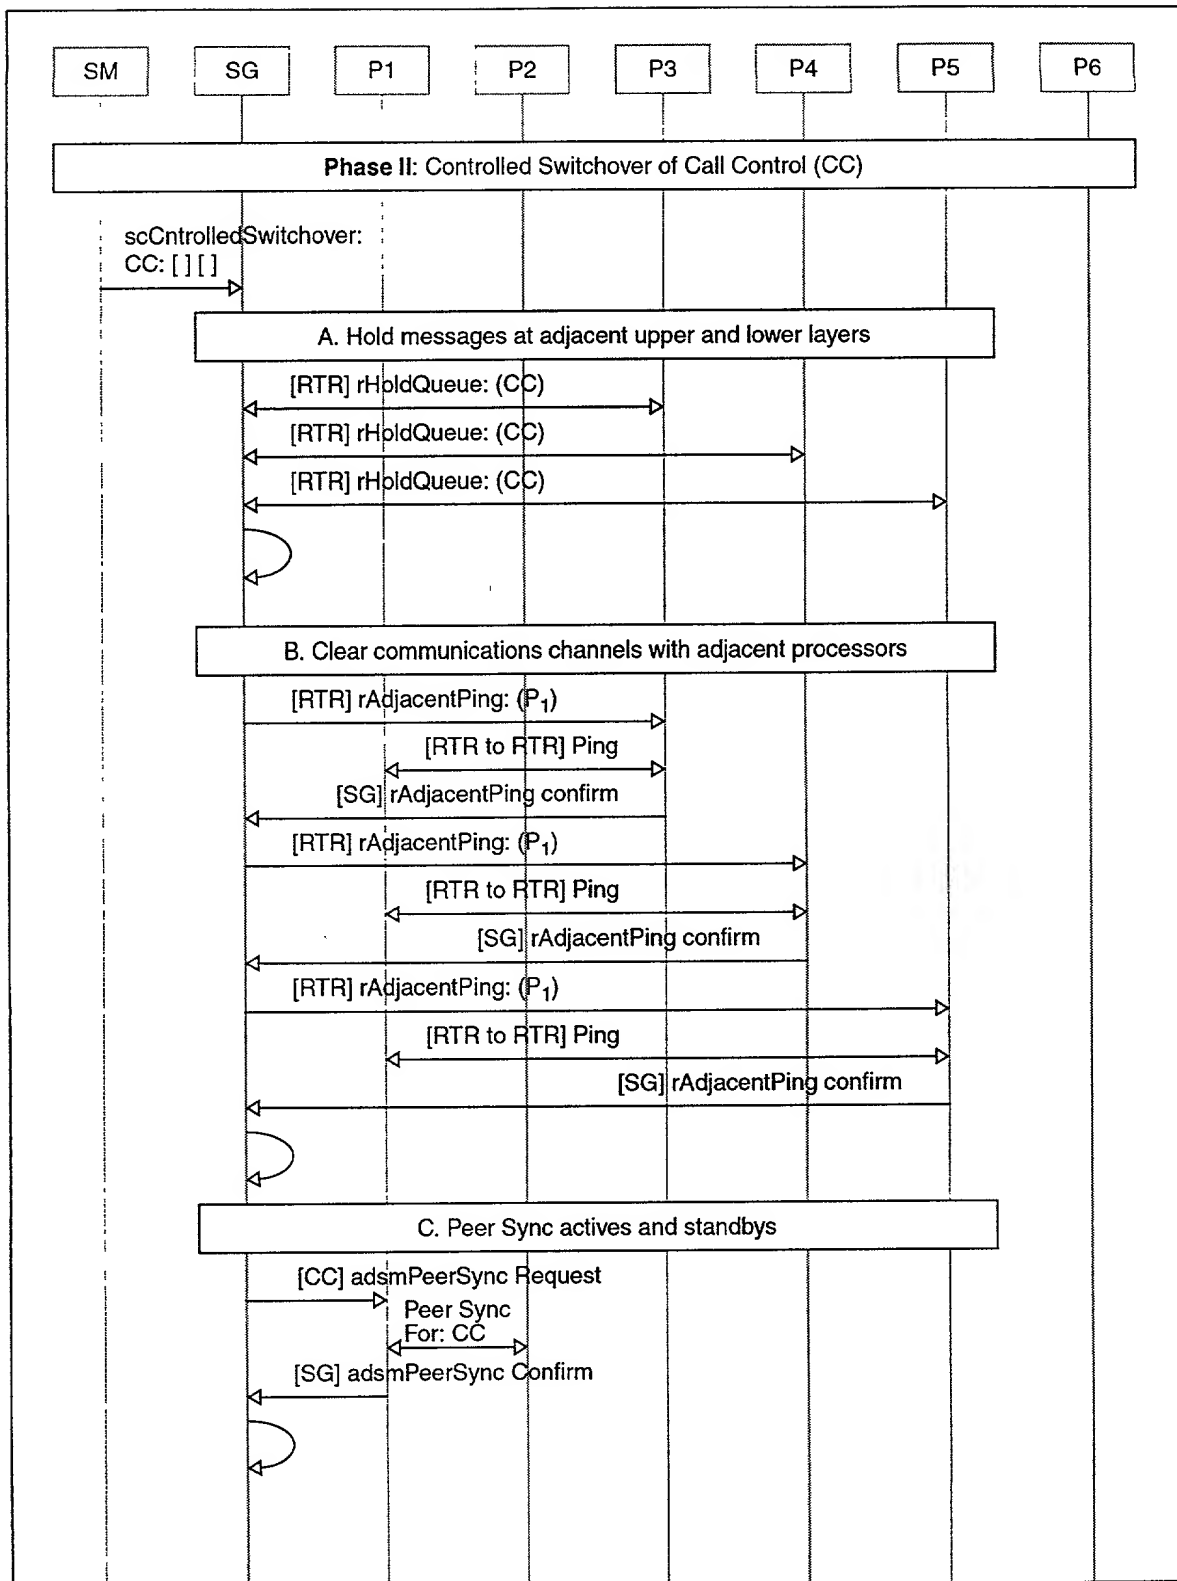 SM SG P1 P2 P3 P4 P5 P6
Phase II: Controlled Switchover of Call Control (CC)
scCntrolledSwitchover:
CC: [ ] [ ]
A. Hold messages at adjacent upper and lower layers
[RTR] rHoldQueue: (CC)
[RTR] rHoldQueue: (CC)
[RTR] rHoldQueue: (CC)
B. Clear communications channels with adjacent processors
[RTR] rAdjacentPing: (P1)
[RTR to RTR] Ping
[SG] rAdjacentPing confirm
[RTR] rAdjacentPing: (P1)
[RTR to RTR] Ping
[SG] rAdjacentPing confirm
[RTR] rAdjacentPing: (P1)
[RTR to RTR] Ping
[SG] rAdjacentPing confirm
C. Peer Sync actives and standbys
[CC] adsmPeerSync Request
Peer Sync
For: CC
[SG] adsmPeerSync Confirm